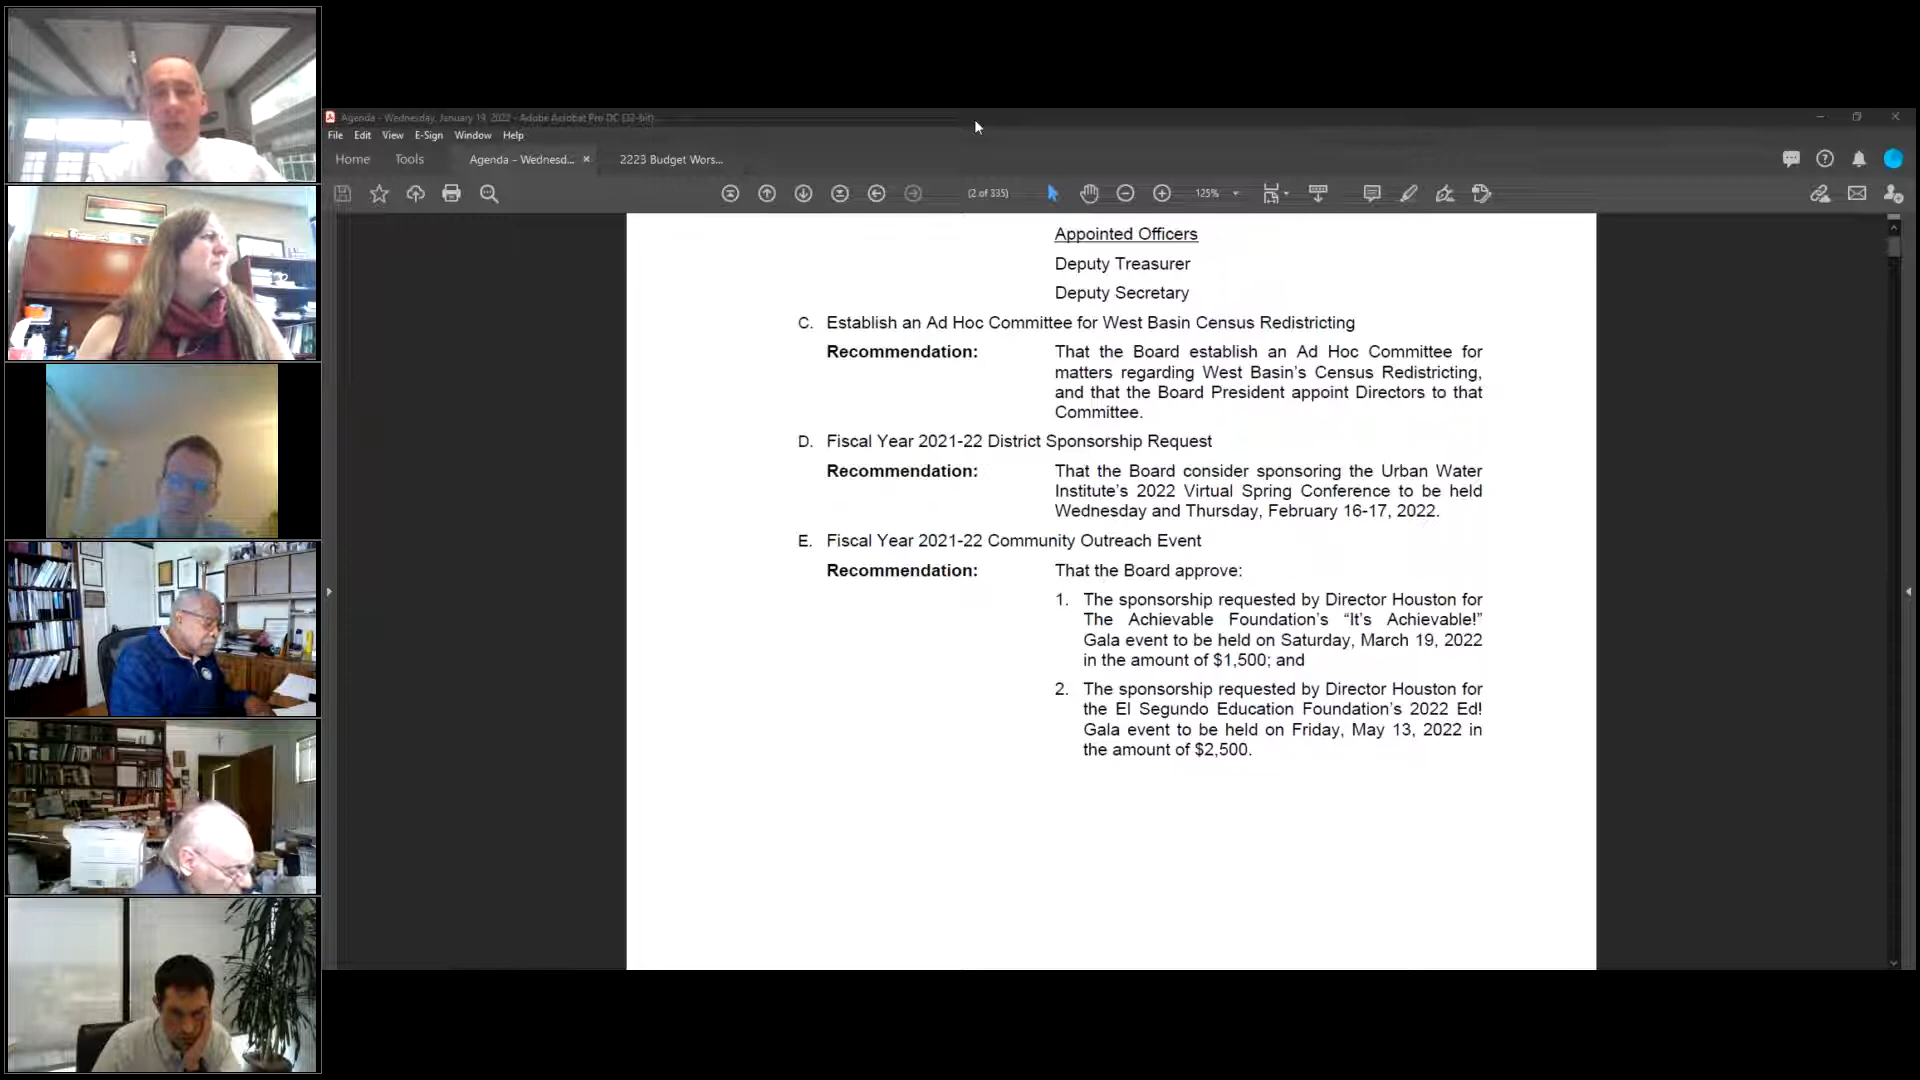 Agenda - Wednesday, January 19, 2022 - Adobe Acrobat Pro DC (32-bit)
File Edit View E-Sign Window Help
Home Tools Agenda – Wednesd... × 2223 Budget Wors...
(2 of 335) 125%
Appointed Officers
Deputy Treasurer
Deputy Secretary
C. Establish an Ad Hoc Committee for West Basin Census Redistricting
Recommendation: That the Board establish an Ad Hoc Committee for
matters regarding West Basin’s Census Redistricting,
and that the Board President appoint Directors to that
Committee.
D. Fiscal Year 2021-22 District Sponsorship Request
Recommendation: That the Board consider sponsoring the Urban Water
Institute’s 2022 Virtual Spring Conference to be held
Wednesday and Thursday, February 16-17, 2022.
E. Fiscal Year 2021-22 Community Outreach Event
Recommendation: That the Board approve:
1. The sponsorship requested by Director Houston for
The Achievable Foundation’s “It’s Achievable!”
Gala event to be held on Saturday, March 19, 2022
in the amount of $1,500; and
2. The sponsorship requested by Director Houston for
the El Segundo Education Foundation’s 2022 Ed!
Gala event to be held on Friday, May 13, 2022 in
the amount of $2,500.